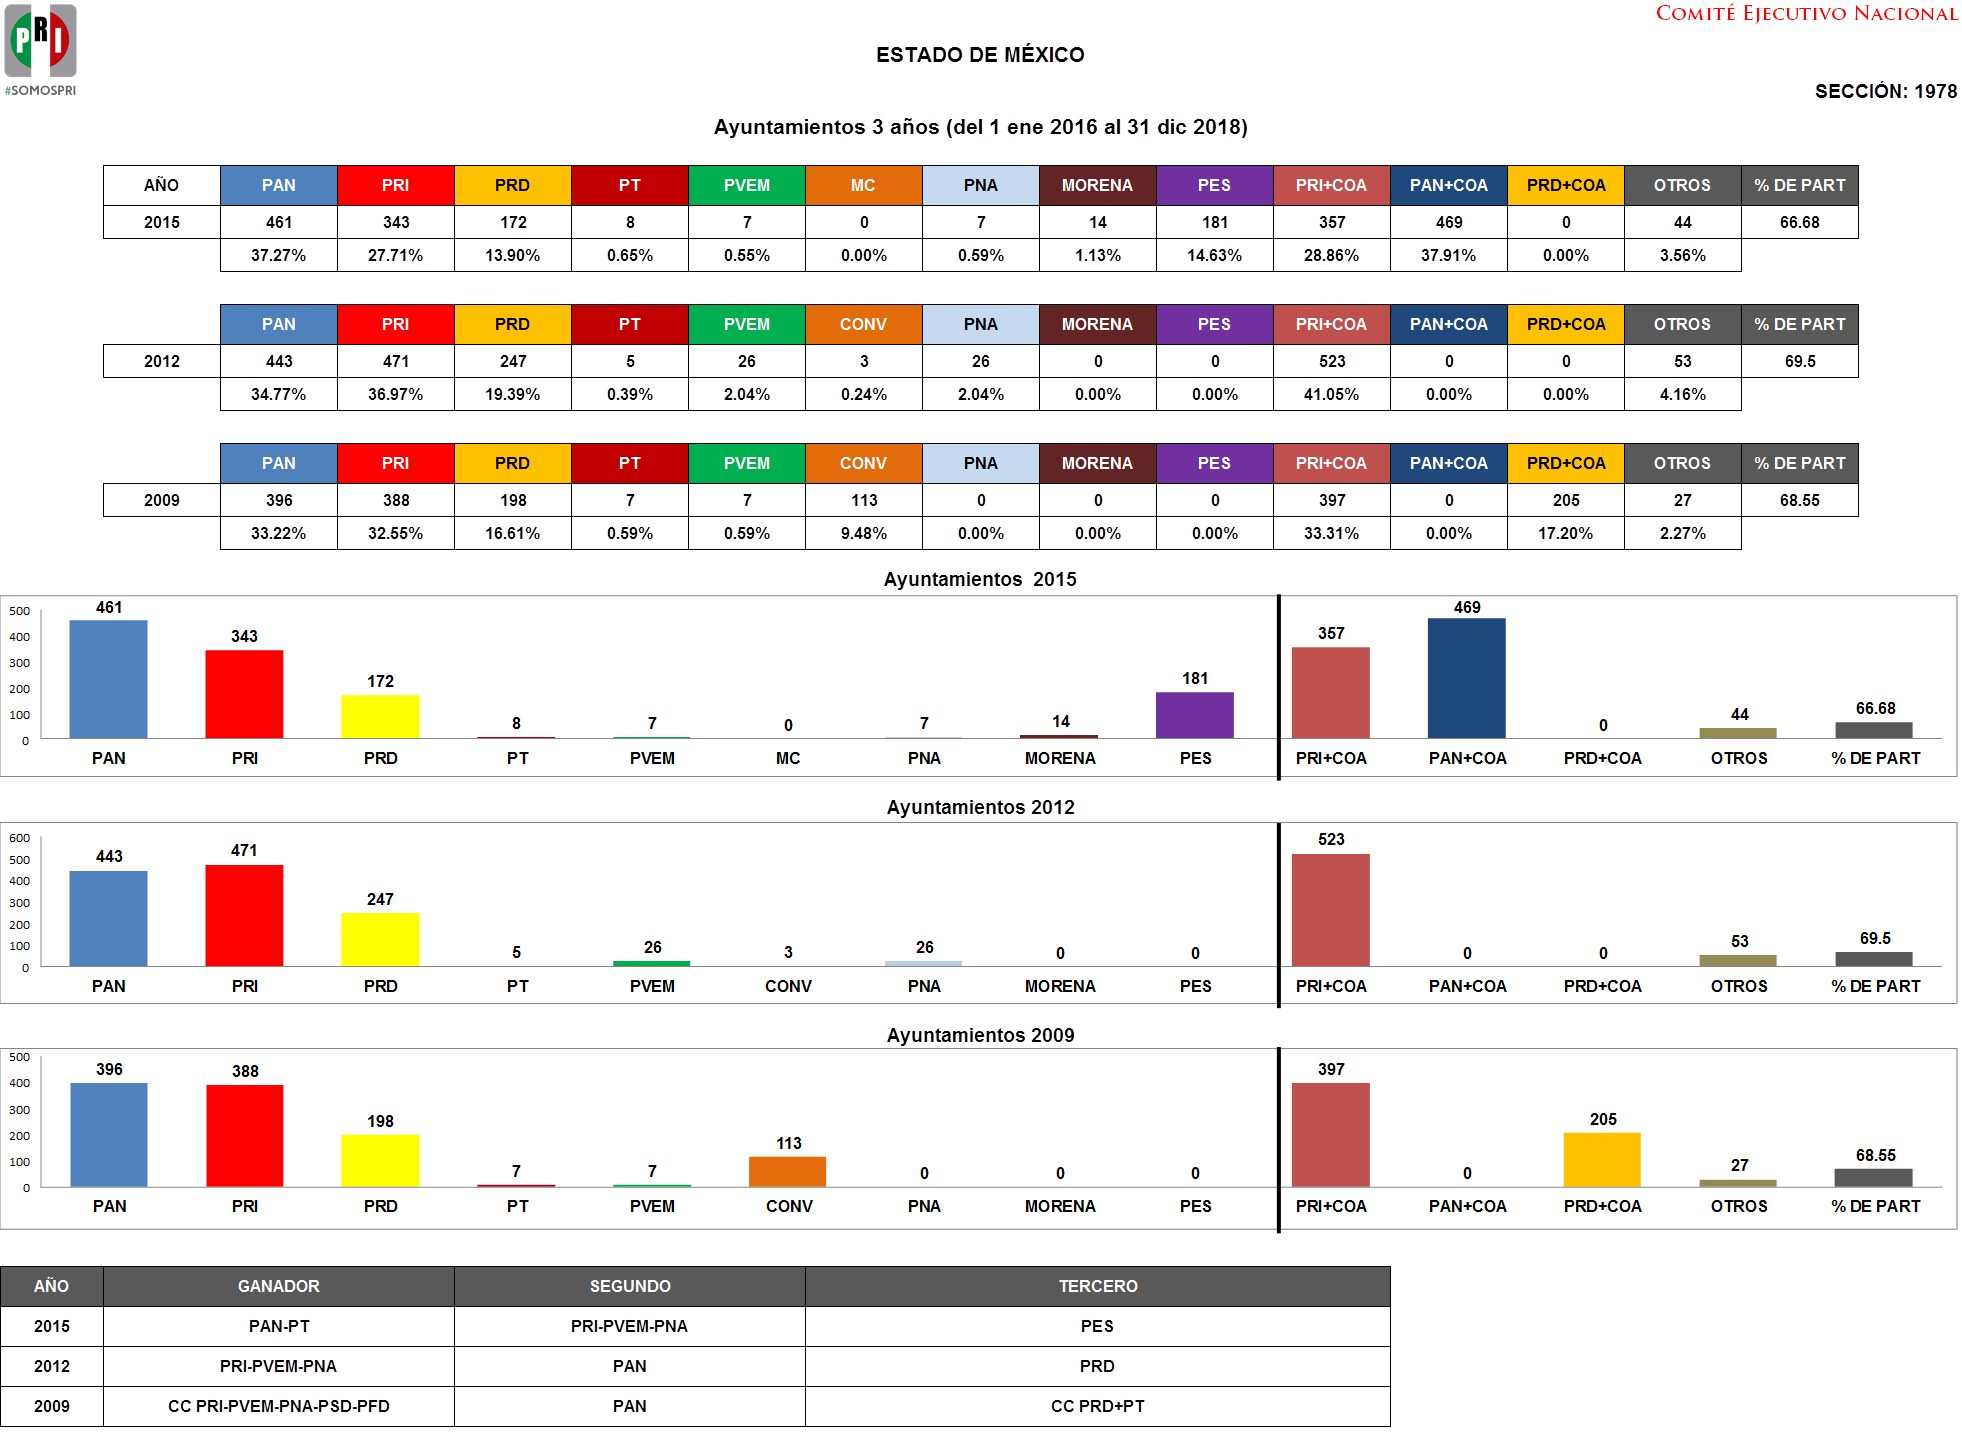 COMITÉ EJECUTIVO NACIONAL
PRI
#SOMOSPRI
ESTADO DE MÉXICO
SECCIÓN: 1978
Ayuntamientos 3 años (del 1 ene 2016 al 31 dic 2018)
AÑO PAN PRI PRD PT PVEM MC PNA MORENA PES PRI+COA PAN+COA PRD+COA OTROS % DE PART
2015 461 343 172 8 7 0 7 14 181 357 469 0 44 66.68
37.27% 27.71% 13.90% 0.65% 0.55% 0.00% 0.59% 1.13% 14.63% 28.86% 37.91% 0.00% 3.56%
PAN PRI PRD PT PVEM CONV PNA MORENA PES PRI+COA PAN+COA PRD+COA OTROS % DE PART
2012 443 471 247 5 26 3 26 0 0 523 0 0 53 69.5
34.77% 36.97% 19.39% 0.39% 2.04% 0.24% 2.04% 0.00% 0.00% 41.05% 0.00% 0.00% 4.16%
PAN PRI PRD PT PVEM CONV PNA MORENA PES PRI+COA PAN+COA PRD+COA OTROS % DE PART
2009 396 388 198 7 7 113 0 0 0 397 0 205 27 68.55
33.22% 32.55% 16.61% 0.59% 0.59% 9.48% 0.00% 0.00% 0.00% 33.31% 0.00% 17.20% 2.27%
Ayuntamientos 2015
500
400
300
200
100
0
461 343 172 8 7 0 7 14 181 357 469 0 44 66.68
PAN PRI PRD PT PVEM MC PNA MORENA PES PRI+COA PAN+COA PRD+COA OTROS % DE PART
Ayuntamientos 2012
600
500
400
300
200
100
0
443 471 247 5 26 3 26 0 0 523 0 0 53 69.5
PAN PRI PRD PT PVEM CONV PNA MORENA PES PRI+COA PAN+COA PRD+COA OTROS % DE PART
Ayuntamientos 2009
500
400
300
200
100
0
396 388 198 7 7 113 0 0 0 397 0 205 27 68.55
PAN PRI PRD PT PVEM CONV PNA MORENA PES PRI+COA PAN+COA PRD+COA OTROS % DE PART
AÑO GANADOR SEGUNDO TERCERO
2015 PAN-PT PRI-PVEM-PNA PES
2012 PRI-PVEM-PNA PAN PRD
2009 CC PRI-PVEM-PNA-PSD-PFD PAN CC PRD+PT